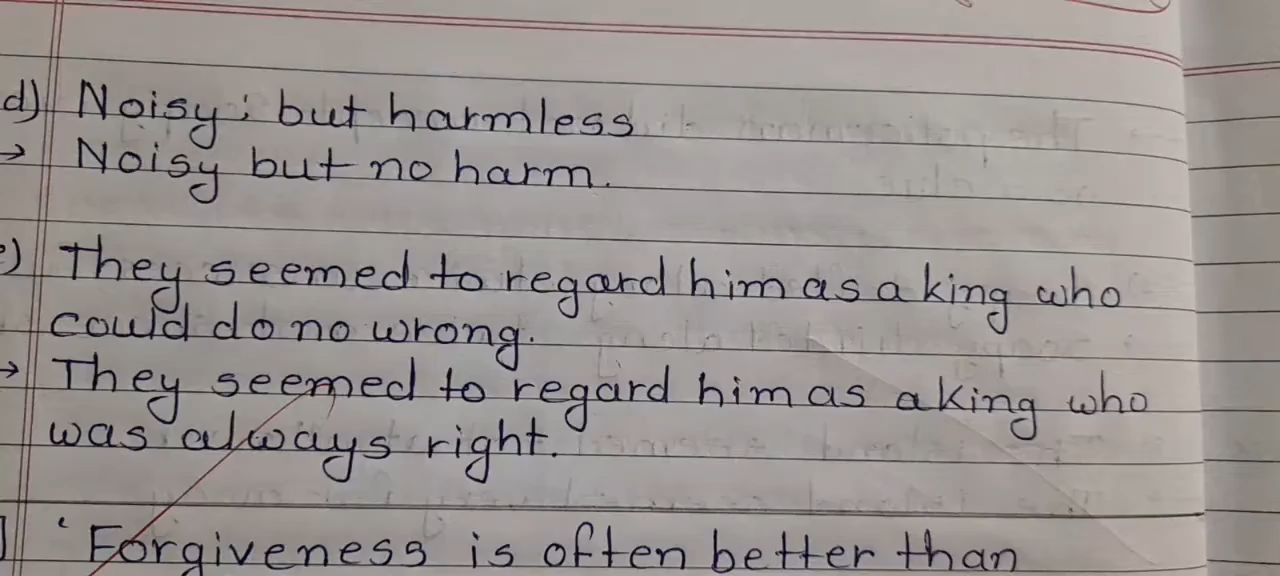 d) Noisy; but harmless
→ Noisy but no harm.
) They seemed to regard him as a king who
could do no wrong.
→ They seemed to regard him as a king who
was always right.
'Forgiveness is often better than